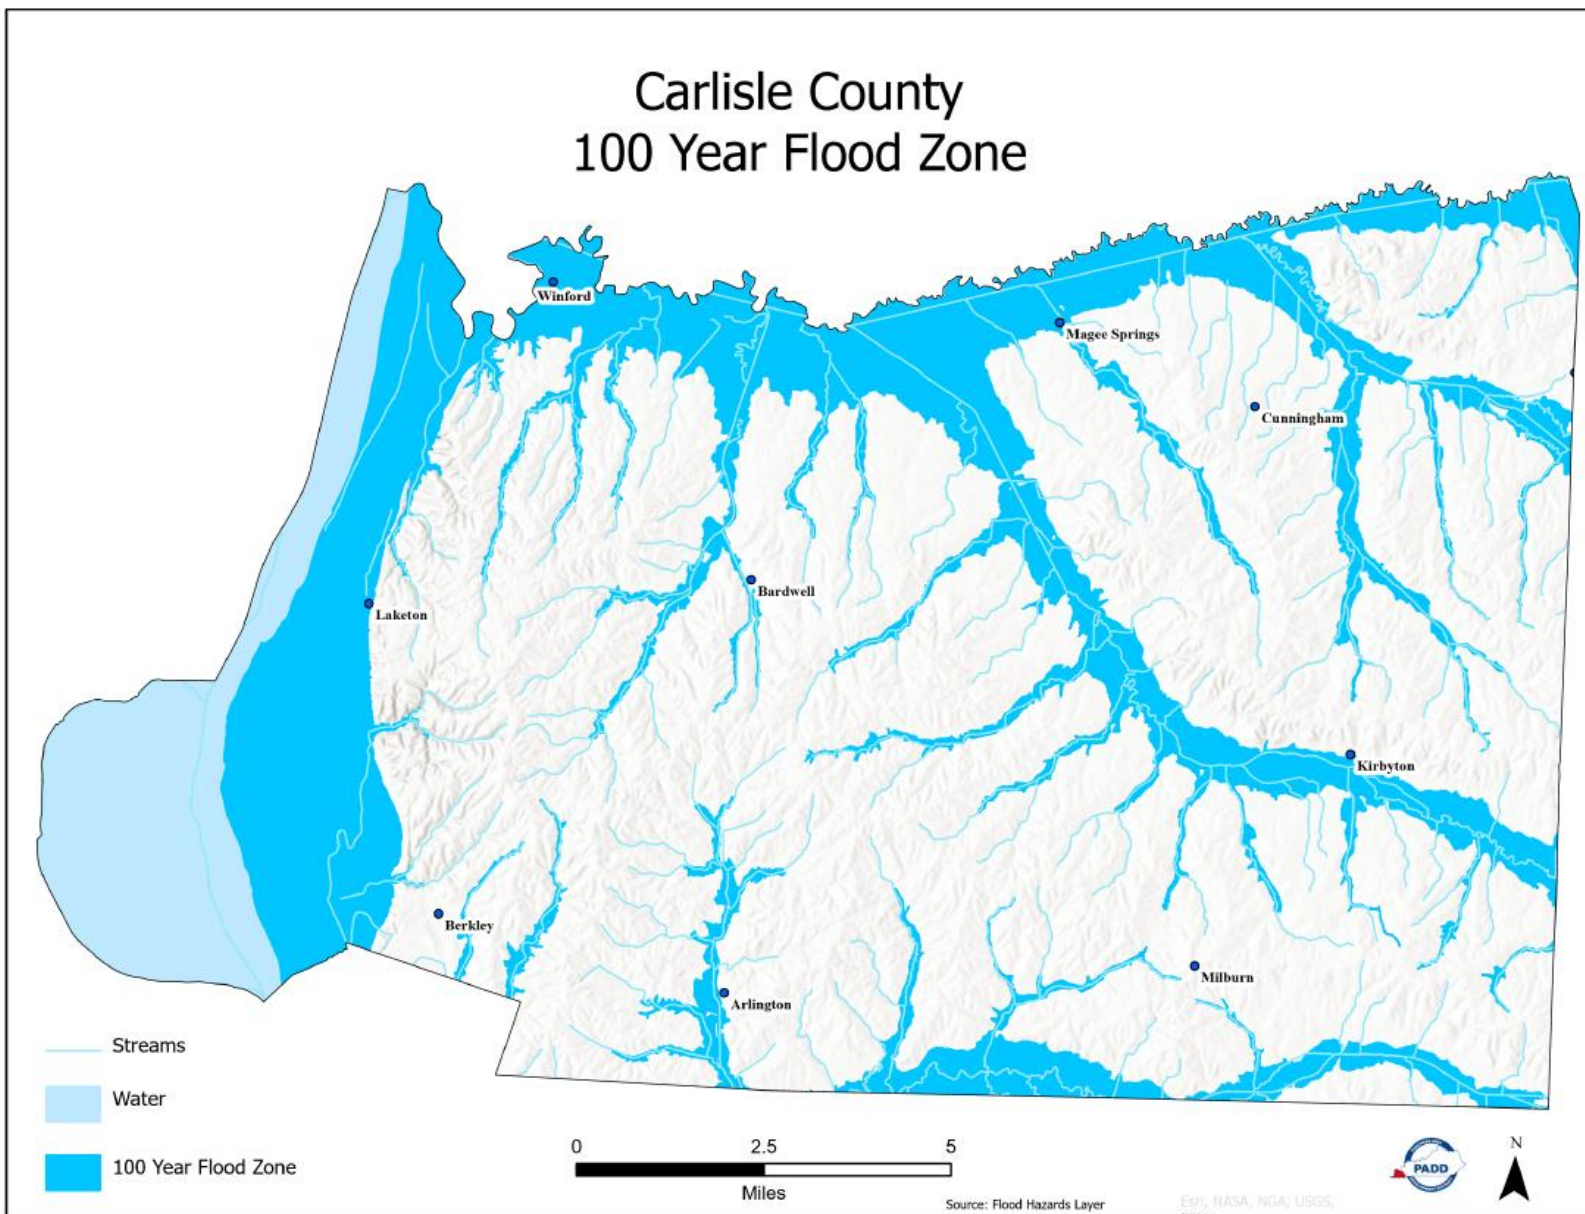 Carlisle County
100 Year Flood Zone
Winford
Magee Springs
Cunningham
Bardwell
Laketon
Kirbyton
Berkley
Milburn
Arlington
Streams
Water
100 Year Flood Zone
0 2.5 5
Miles
Source: Flood Hazards Layer
Esri, NASA, NGA, USGS,
PADD
N